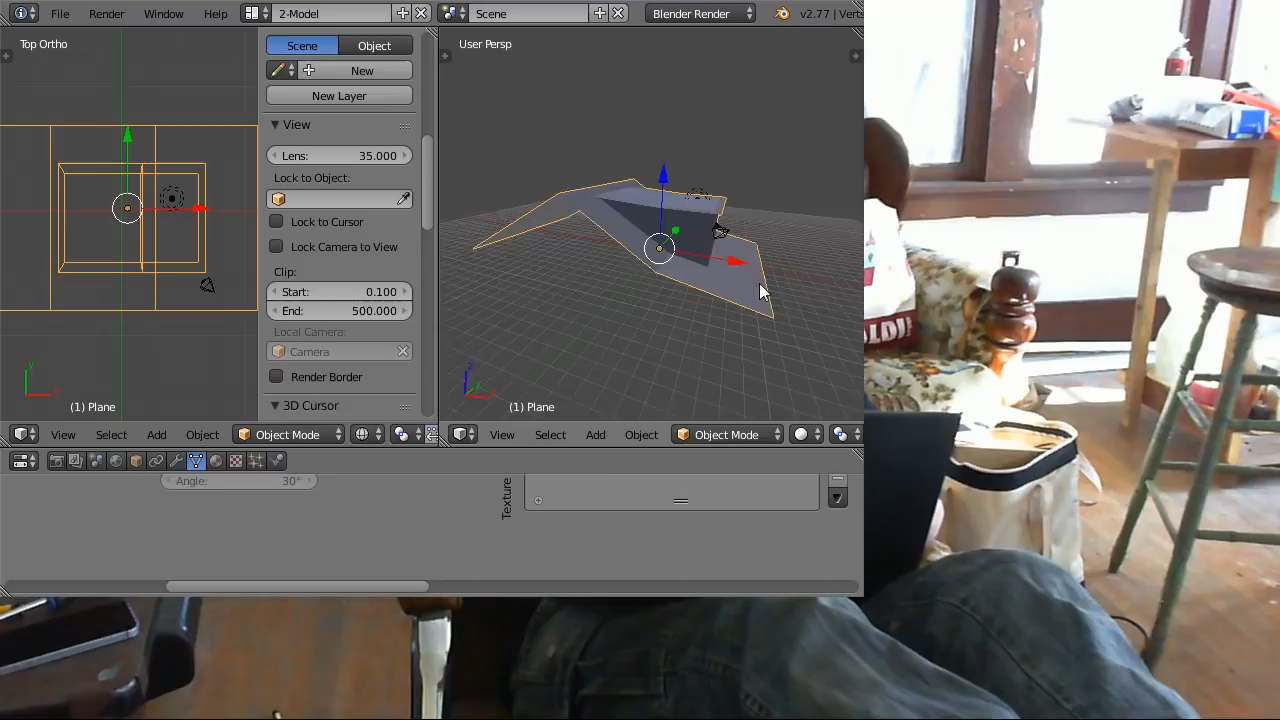 File Render Window Help 2-Model Scene Blender Render v2.77 | Verts
Top Ortho
Scene Object
New
New Layer
View
Lens: 35.000
Lock to Object:
Lock to Cursor
Lock Camera to View
Clip:
Start: 0.100
End: 500.000
Local Camera:
Camera
Render Border
3D Cursor
y
x
(1) Plane
User Persp
z
y
x
(1) Plane
View Select Add Object Object Mode
View Select Add Object Object Mode
Angle: 30°
Texture
ALDI